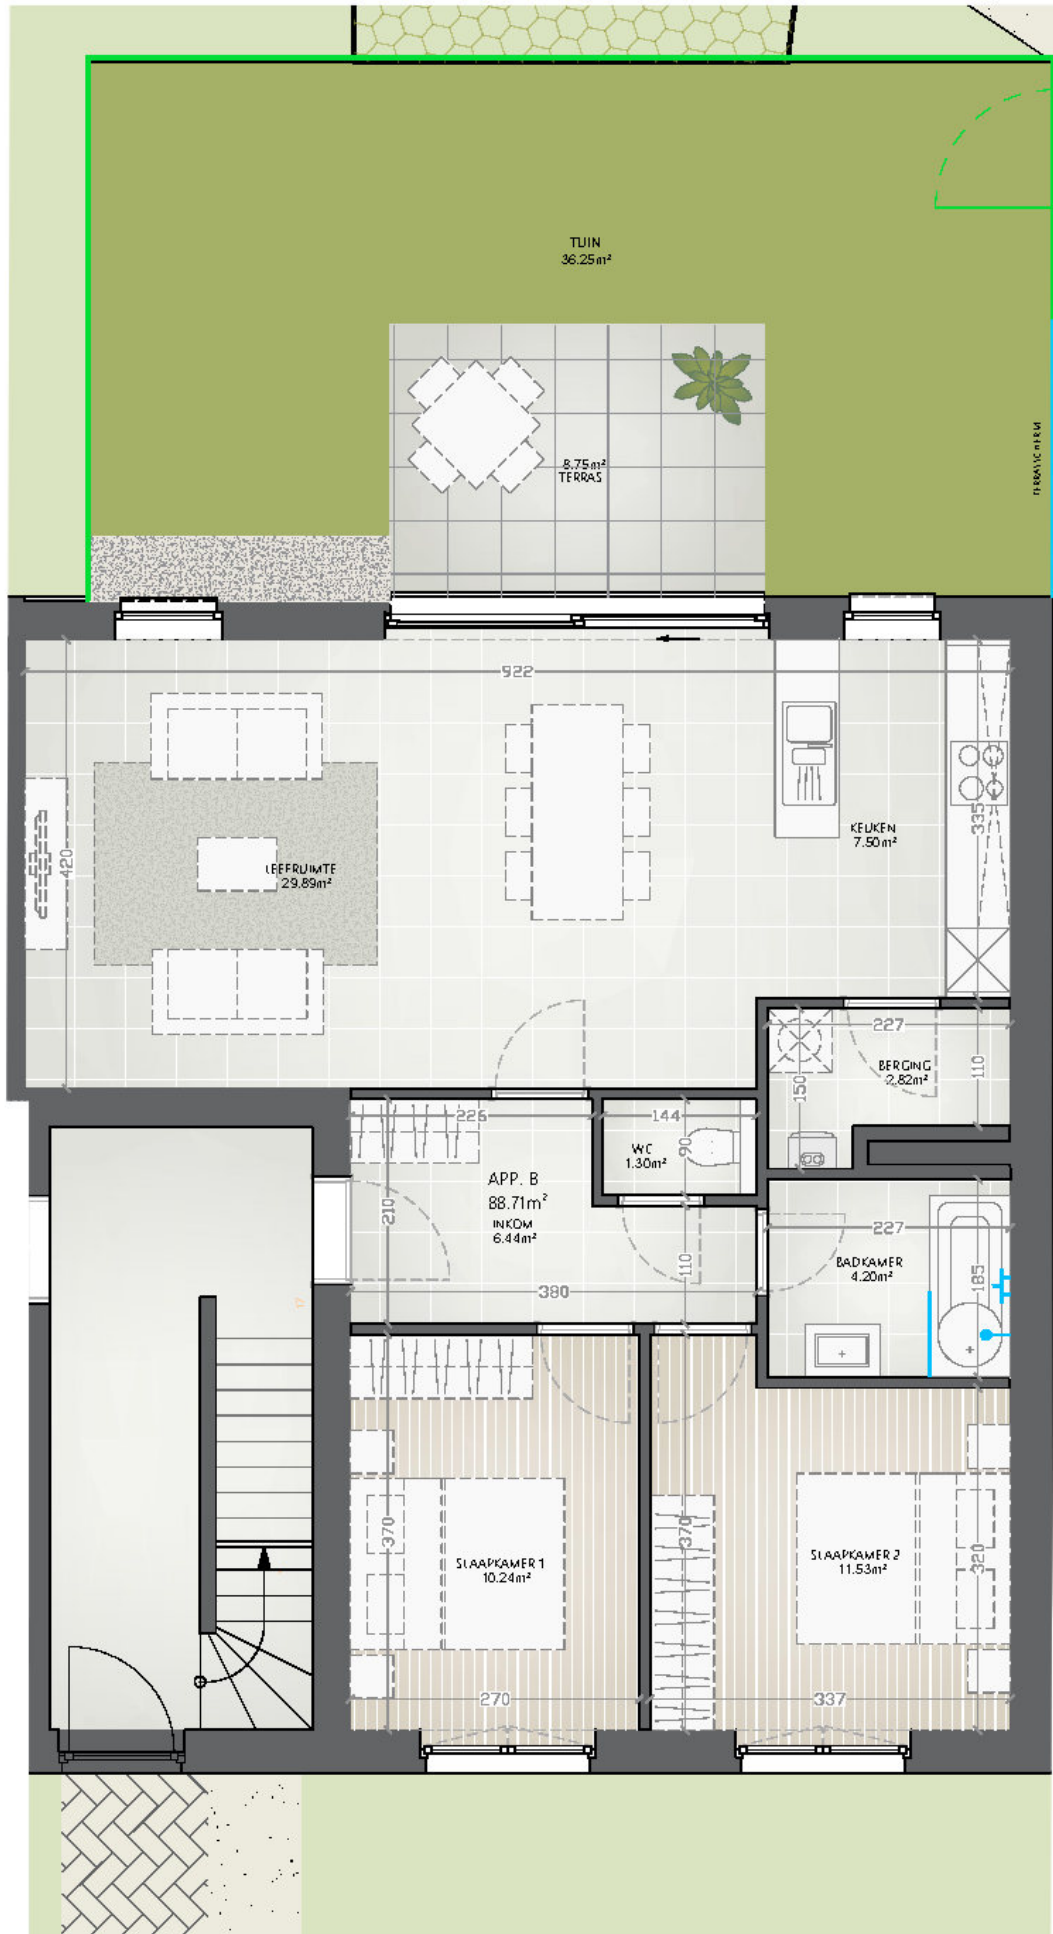 TUIN
36.25m²
8.75m²
TERRAS
TERRASSCHERM
922
420
LEEFRUIMTE
29.89m²
KEUKEN
7.50m²
335
227
BERGING
2.82m²
150
110
226
144
WC
1.30m²
90
APP. B
88.71m²
INKOM
6.44m²
210
110
380
227
BADKAMER
4.20m²
185
17
SLAAPKAMER 1
10.24m²
370
270
SLAAPKAMER 2
11.53m²
370
320
337